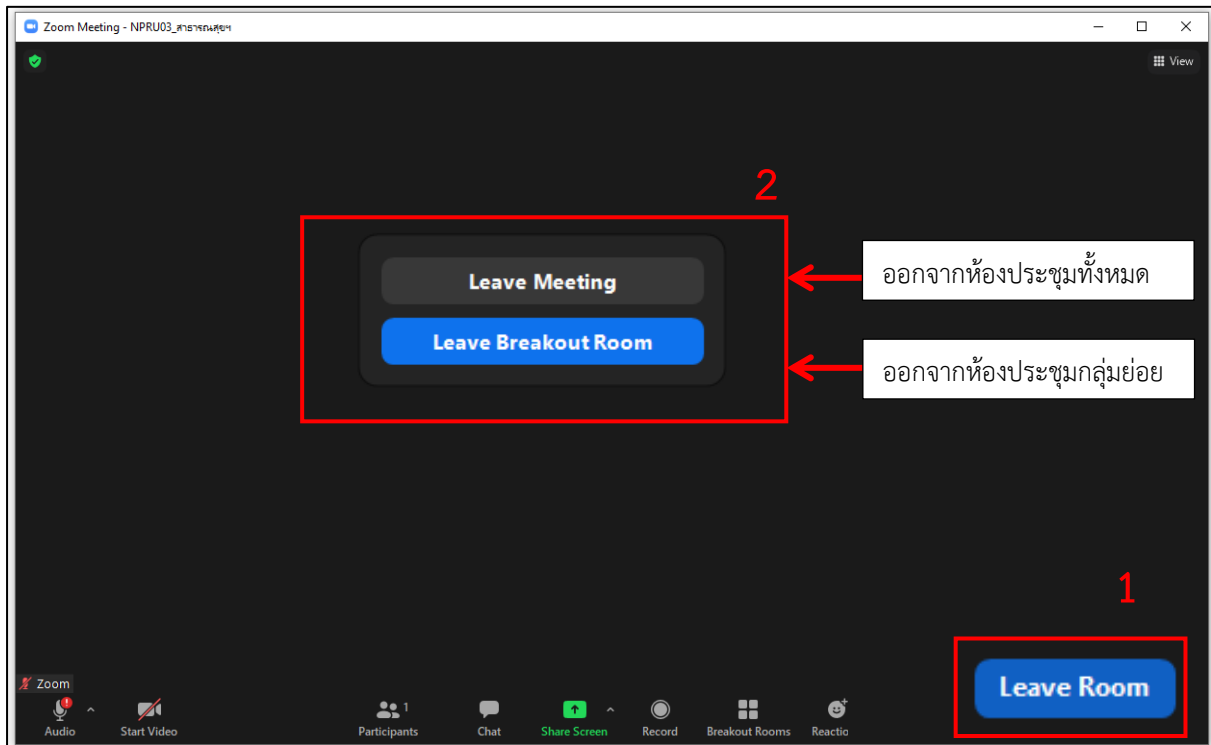 Zoom Meeting - NPRU03_สาธารณสุขฯ
View
2
Leave Meeting
ออกจากห้องประชุมทั้งหมด
Leave Breakout Room
ออกจากห้องประชุมกลุ่มย่อย
1
Leave Room
Zoom
1
Audio
Start Video
Participants
Chat
Share Screen
Record
Breakout Rooms
Reactio